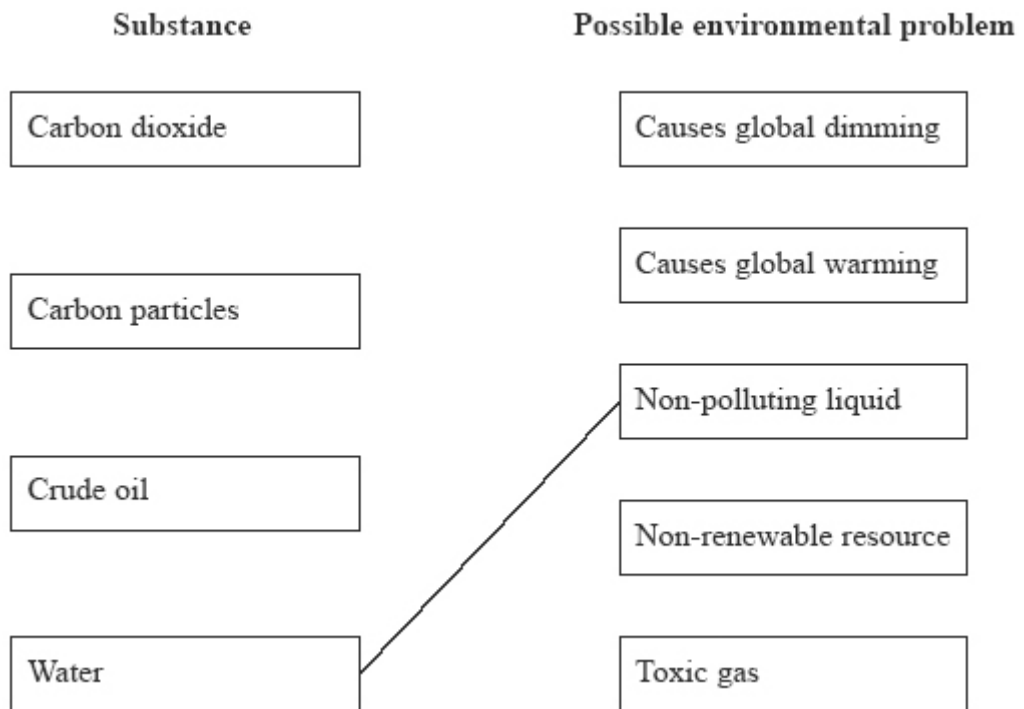 Substance
Possible environmental problem
Carbon dioxide
Causes global dimming
Causes global warming
Carbon particles
Non-polluting liquid
Crude oil
Non-renewable resource
Water
Toxic gas